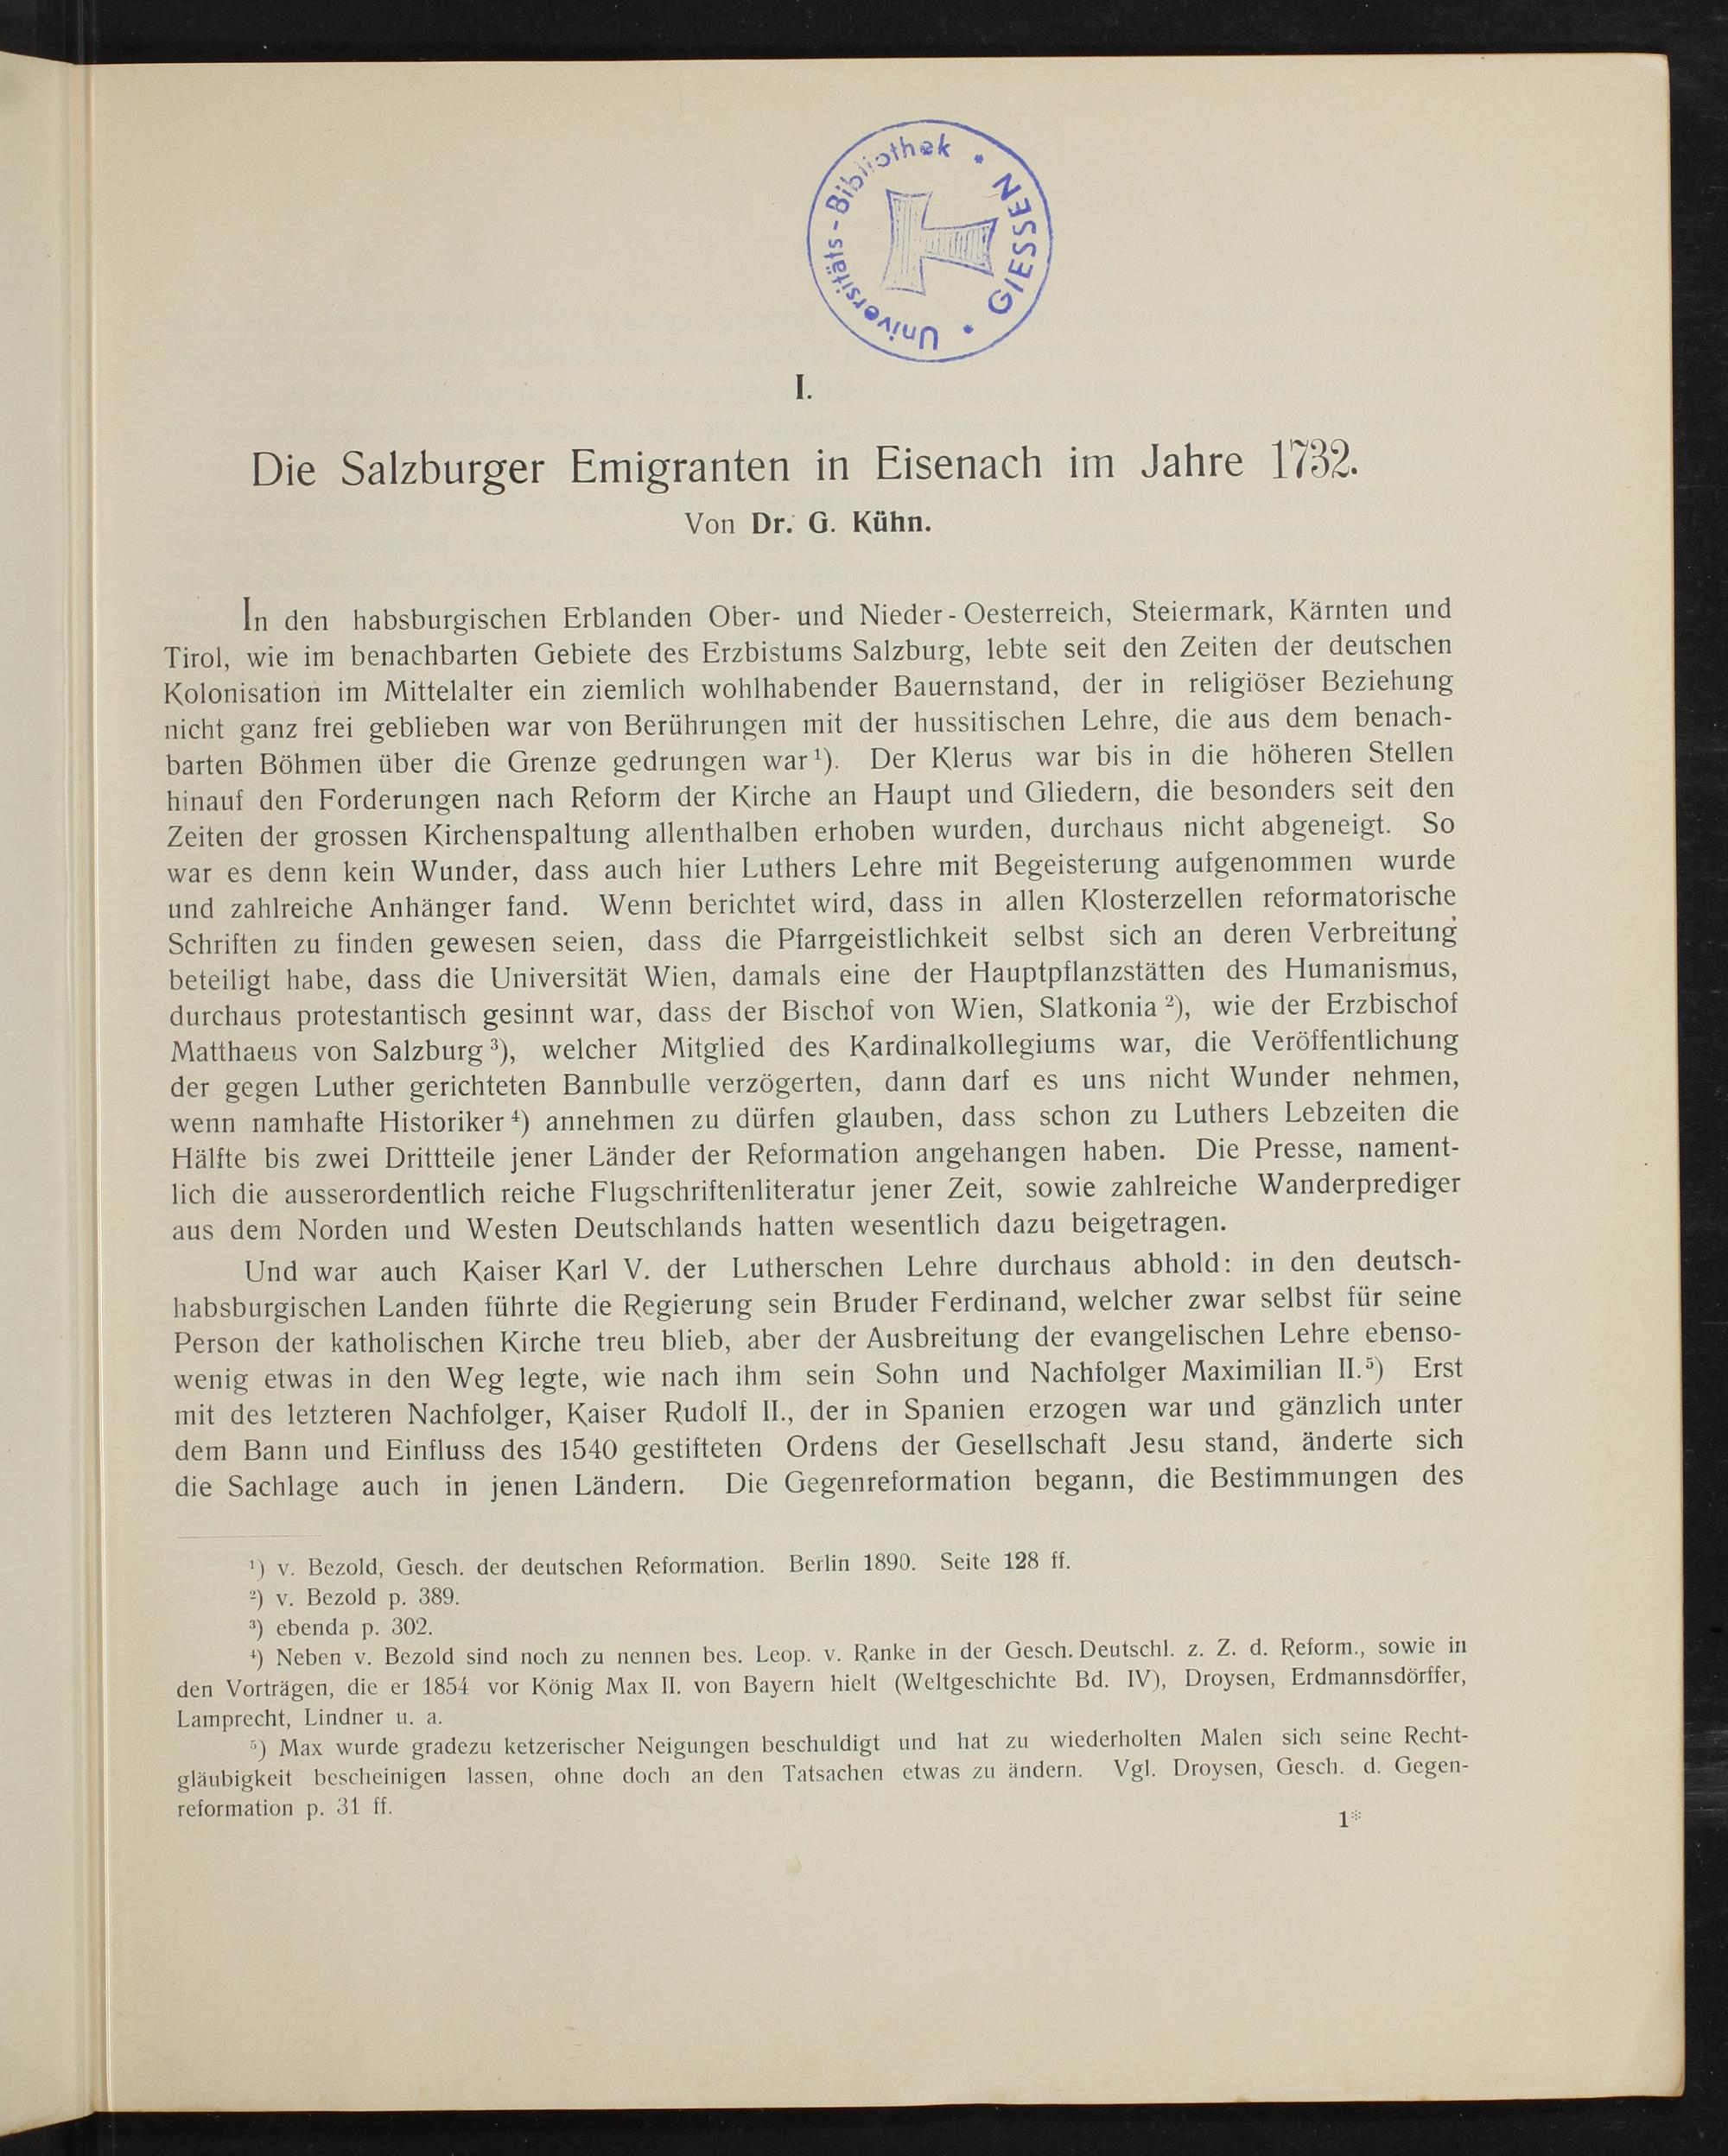 Universitäts-Bibliothek * GIESSEN *
I.
Die Salzburger Emigranten in Eisenach im Jahre 1732.
Von Dr. G. Kühn.
In den habsburgischen Erblanden Ober- und Nieder-Oesterreich, Steiermark, Kärnten und
Tirol, wie im benachbarten Gebiete des Erzbistums Salzburg, lebte seit den Zeiten der deutschen
Kolonisation im Mittelalter ein ziemlich wohlhabender Bauernstand, der in religiöser Beziehung
nicht ganz frei geblieben war von Berührungen mit der hussitischen Lehre, die aus dem benach-
barten Böhmen über die Grenze gedrungen war¹). Der Klerus war bis in die höheren Stellen
hinauf den Forderungen nach Reform der Kirche an Haupt und Gliedern, die besonders seit den
Zeiten der grossen Kirchenspaltung allenthalben erhoben wurden, durchaus nicht abgeneigt. So
war es denn kein Wunder, dass auch hier Luthers Lehre mit Begeisterung aufgenommen wurde
und zahlreiche Anhänger fand. Wenn berichtet wird, dass in allen Klosterzellen reformatorische
Schriften zu finden gewesen seien, dass die Pfarrgeistlichkeit selbst sich an deren Verbreitung
beteiligt habe, dass die Universität Wien, damals eine der Hauptpflanzstätten des Humanismus,
durchaus protestantisch gesinnt war, dass der Bischof von Wien, Slatkonia²), wie der Erzbischof
Matthaeus von Salzburg³), welcher Mitglied des Kardinalkollegiums war, die Veröffentlichung
der gegen Luther gerichteten Bannbulle verzögerten, dann darf es uns nicht Wunder nehmen,
wenn namhafte Historiker⁴) annehmen zu dürfen glauben, dass schon zu Luthers Lebzeiten die
Hälfte bis zwei Drittteile jener Länder der Reformation angehangen haben. Die Presse, nament-
lich die ausserordentlich reiche Flugschriftenliteratur jener Zeit, sowie zahlreiche Wanderprediger
aus dem Norden und Westen Deutschlands hatten wesentlich dazu beigetragen.
Und war auch Kaiser Karl V. der Lutherschen Lehre durchaus abhold: in den deutsch-
habsburgischen Landen führte die Regierung sein Bruder Ferdinand, welcher zwar selbst für seine
Person der katholischen Kirche treu blieb, aber der Ausbreitung der evangelischen Lehre ebenso-
wenig etwas in den Weg legte, wie nach ihm sein Sohn und Nachfolger Maximilian II.⁵) Erst
mit des letzteren Nachfolger, Kaiser Rudolf II., der in Spanien erzogen war und gänzlich unter
dem Bann und Einfluss des 1540 gestifteten Ordens der Gesellschaft Jesu stand, änderte sich
die Sachlage auch in jenen Ländern. Die Gegenreformation begann, die Bestimmungen des
¹) v. Bezold, Gesch. der deutschen Reformation. Berlin 1890. Seite 128 ff.
²) v. Bezold p. 389.
³) ebenda p. 302.
⁴) Neben v. Bezold sind noch zu nennen bes. Leop. v. Ranke in der Gesch. Deutschl. z. Z. d. Reform., sowie in
den Vorträgen, die er 1854 vor König Max II. von Bayern hielt (Weltgeschichte Bd. IV), Droysen, Erdmannsdörffer,
Lamprecht, Lindner u. a.
⁵) Max wurde gradezu ketzerischer Neigungen beschuldigt und hat zu wiederholten Malen sich seine Recht-
gläubigkeit bescheinigen lassen, ohne doch an den Tatsachen etwas zu ändern. Vgl. Droysen, Gesch. d. Gegen-
reformation p. 31 ff.
1*